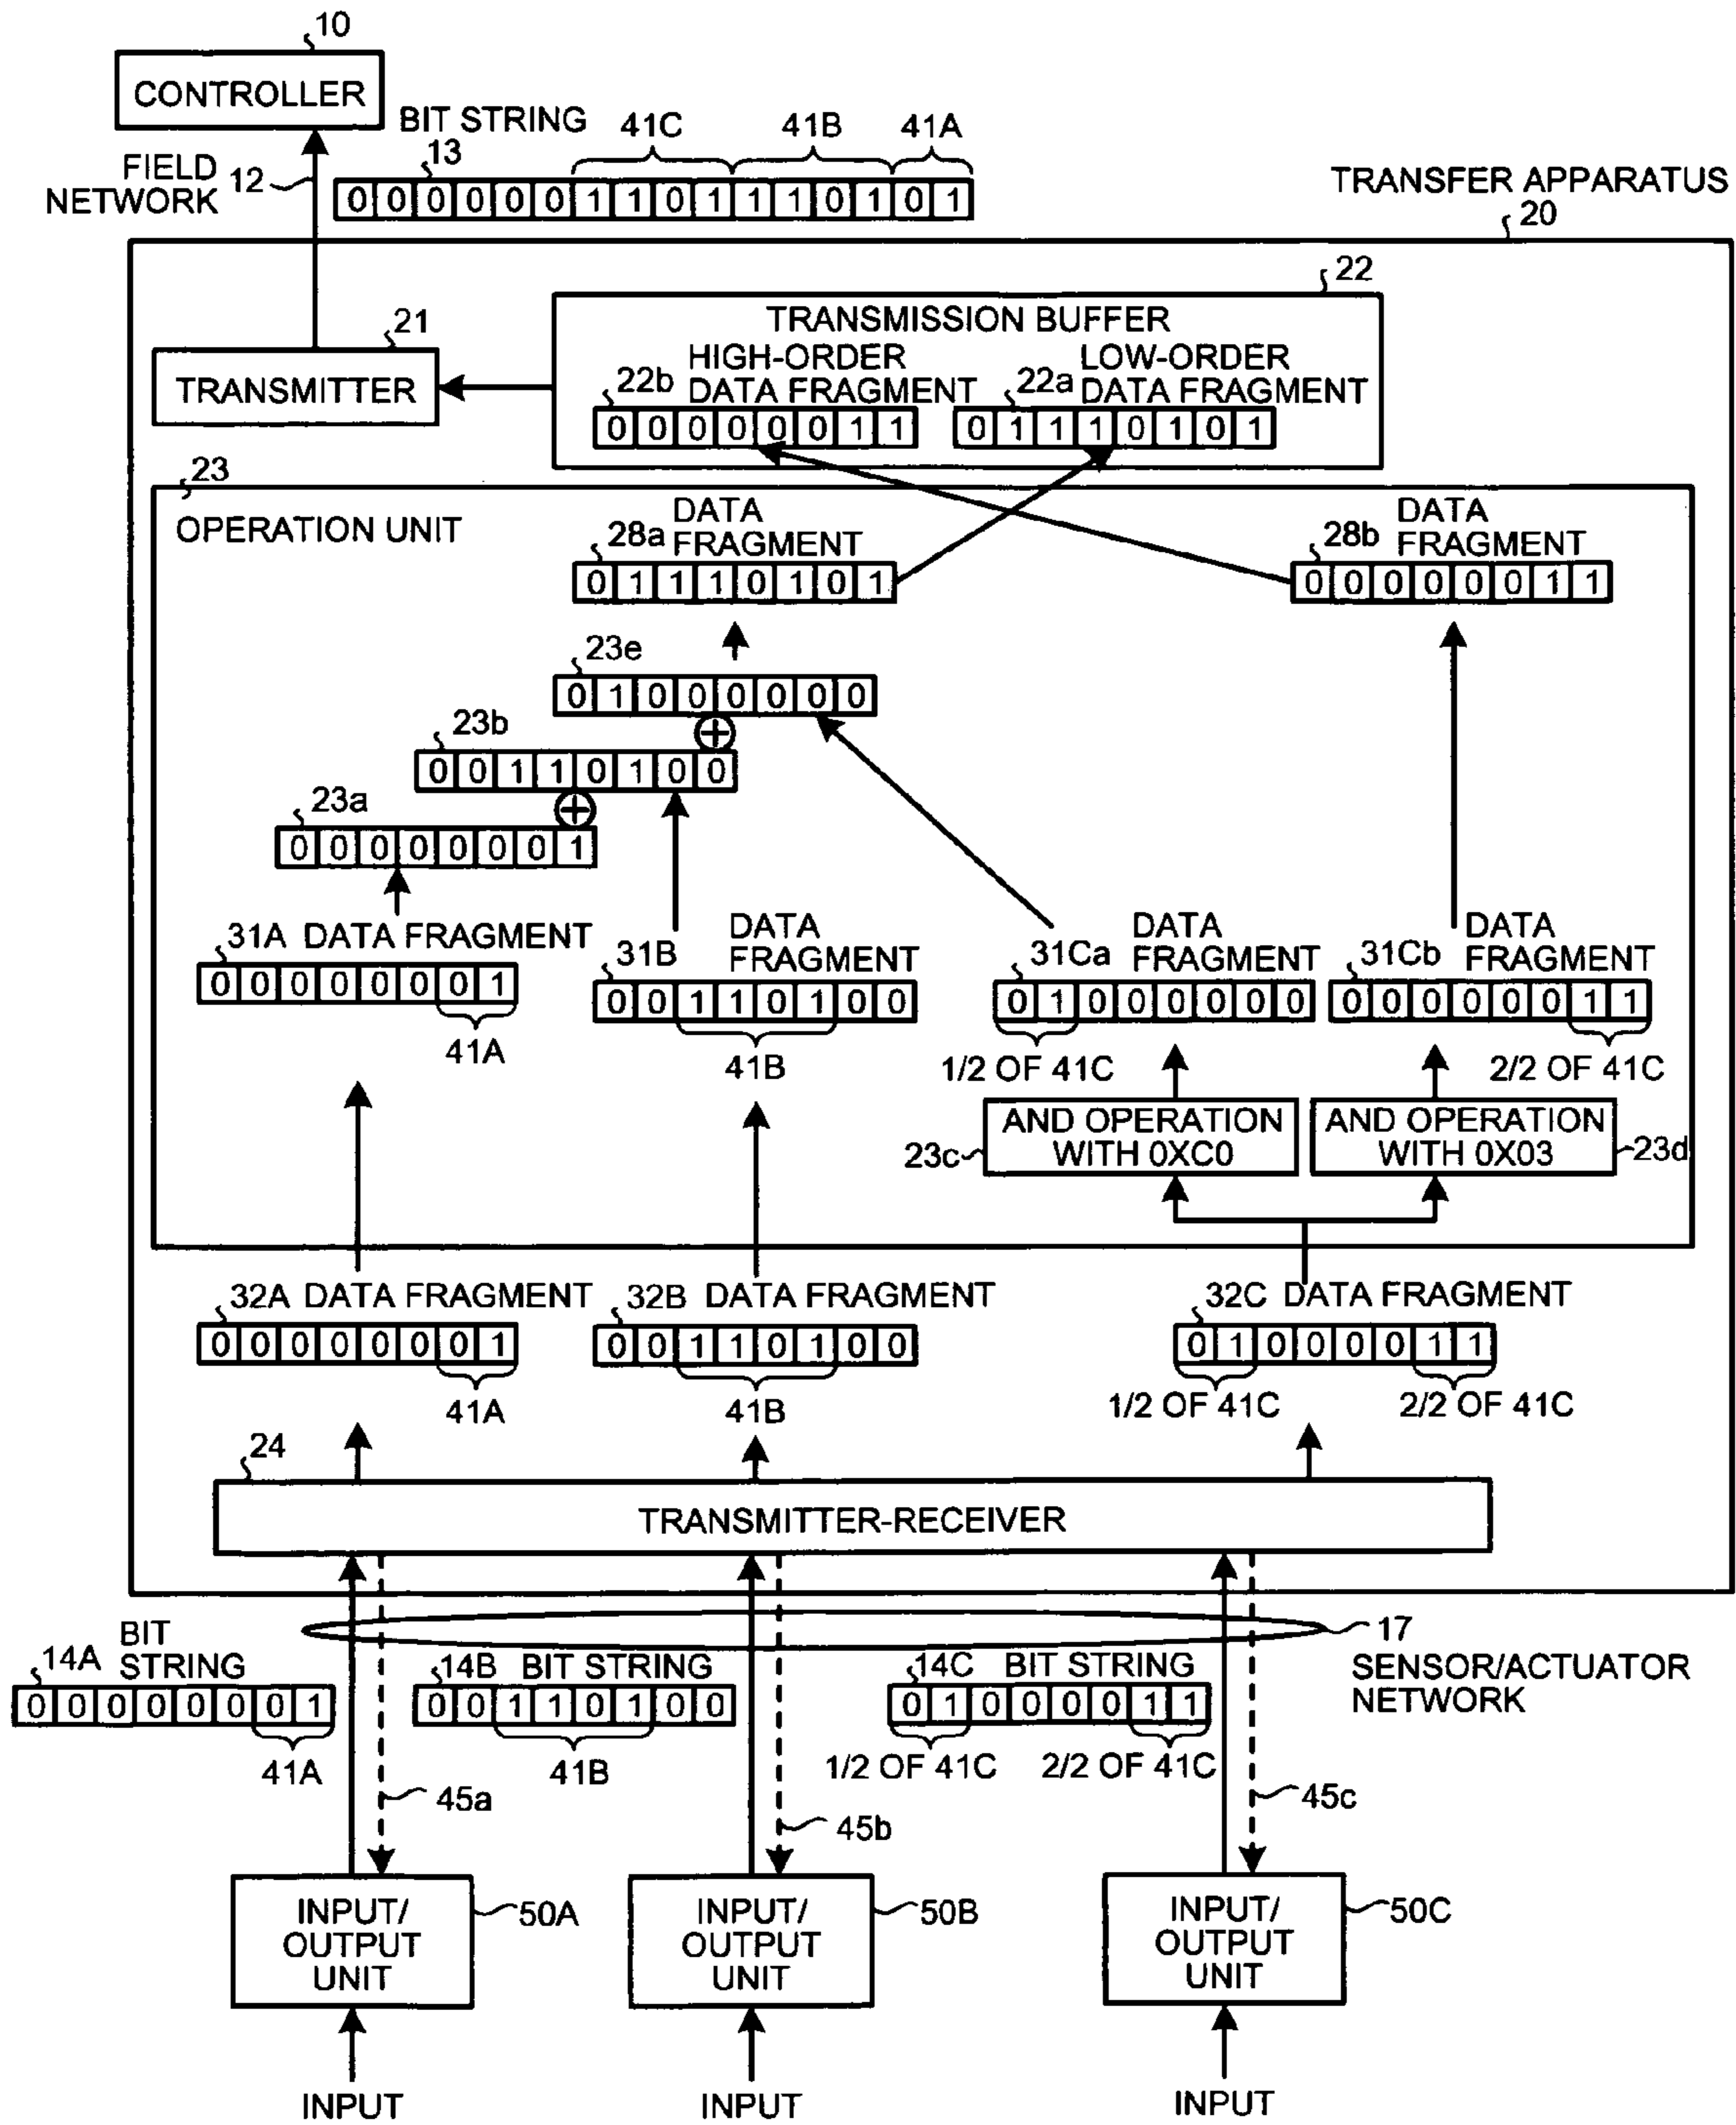 10
CONTROLLER
BIT STRING
13
41C
41B
41A
FIELD
NETWORK
12
0 0 0 0 0 0 1 1 0 1 1 1 0 1 0 1
TRANSFER APPARATUS
20
22
TRANSMISSION BUFFER
21
TRANSMITTER
HIGH-ORDER
22b DATA FRAGMENT
0 0 0 0 0 0 1 1
LOW-ORDER
22a DATA FRAGMENT
0 1 1 1 0 1 0 1
23
OPERATION UNIT
DATA
28a FRAGMENT
0 1 1 1 0 1 0 1
DATA
28b FRAGMENT
0 0 0 0 0 0 1 1
23e
0 1 0 0 0 0 0 0
+
23b
0 0 1 1 0 1 0 0
+
23a
0 0 0 0 0 0 0 1
31A DATA FRAGMENT
0 0 0 0 0 0 0 1
41A
DATA
31B FRAGMENT
0 0 1 1 0 1 0 0
41B
DATA
31Ca FRAGMENT
0 1 0 0 0 0 0 0
1/2 OF 41C
DATA
31Cb FRAGMENT
0 0 0 0 0 0 1 1
2/2 OF 41C
AND OPERATION
WITH 0XC0
23c
AND OPERATION
WITH 0X03
23d
32A DATA FRAGMENT
0 0 0 0 0 0 0 1
41A
32B DATA FRAGMENT
0 0 1 1 0 1 0 0
41B
32C DATA FRAGMENT
0 1 0 0 0 0 1 1
1/2 OF 41C
2/2 OF 41C
24
TRANSMITTER-RECEIVER
17
SENSOR/ACTUATOR
NETWORK
BIT
14A STRING
0 0 0 0 0 0 0 1
41A
14B BIT STRING
0 0 1 1 0 1 0 0
41B
14C BIT STRING
0 1 0 0 0 0 1 1
1/2 OF 41C
2/2 OF 41C
45a
45b
45c
INPUT/
OUTPUT
UNIT
50A
INPUT/
OUTPUT
UNIT
50B
INPUT/
OUTPUT
UNIT
50C
INPUT
INPUT
INPUT